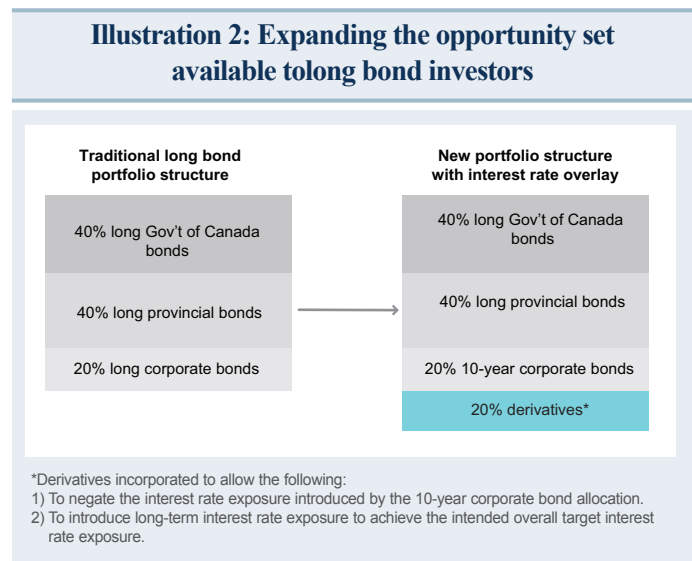 Illustration 2: Expanding the opportunity set
available tolong bond investors
Traditional long bond
portfolio structure
40% long Gov't of Canada
bonds
40% long provincial bonds
20% long corporate bonds
New portfolio structure
with interest rate overlay
40% long Gov't of Canada
bonds
40% long provincial bonds
20% 10-year corporate bonds
20% derivatives*
*Derivatives incorporated to allow the following:
1) To negate the interest rate exposure introduced by the 10-year corporate bond allocation.
2) To introduce long-term interest rate exposure to achieve the intended overall target interest
rate exposure.